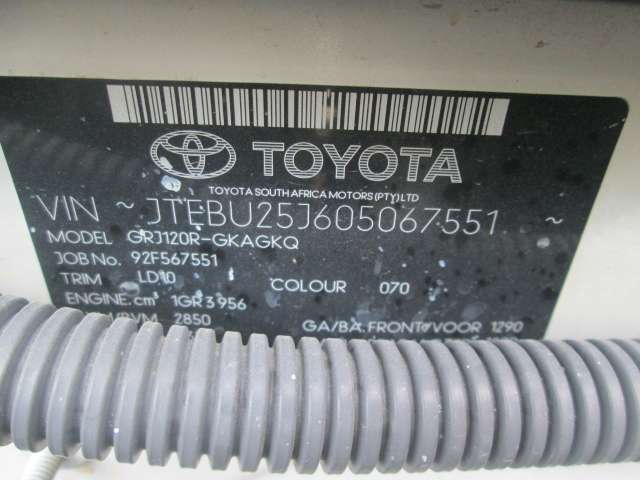 TOYOTA
TOYOTA SOUTH AFRICA MOTORS (PTY) LTD
VIN ~ JTEBU25J605067551 ~
MODEL GRJ120R-GKAGKQ
JOB No. 92F567551
TRIM LD10 COLOUR 070
ENGINE.cm³ 1GR 3956
2850 GA/BA.FRONT/VOOR 1290